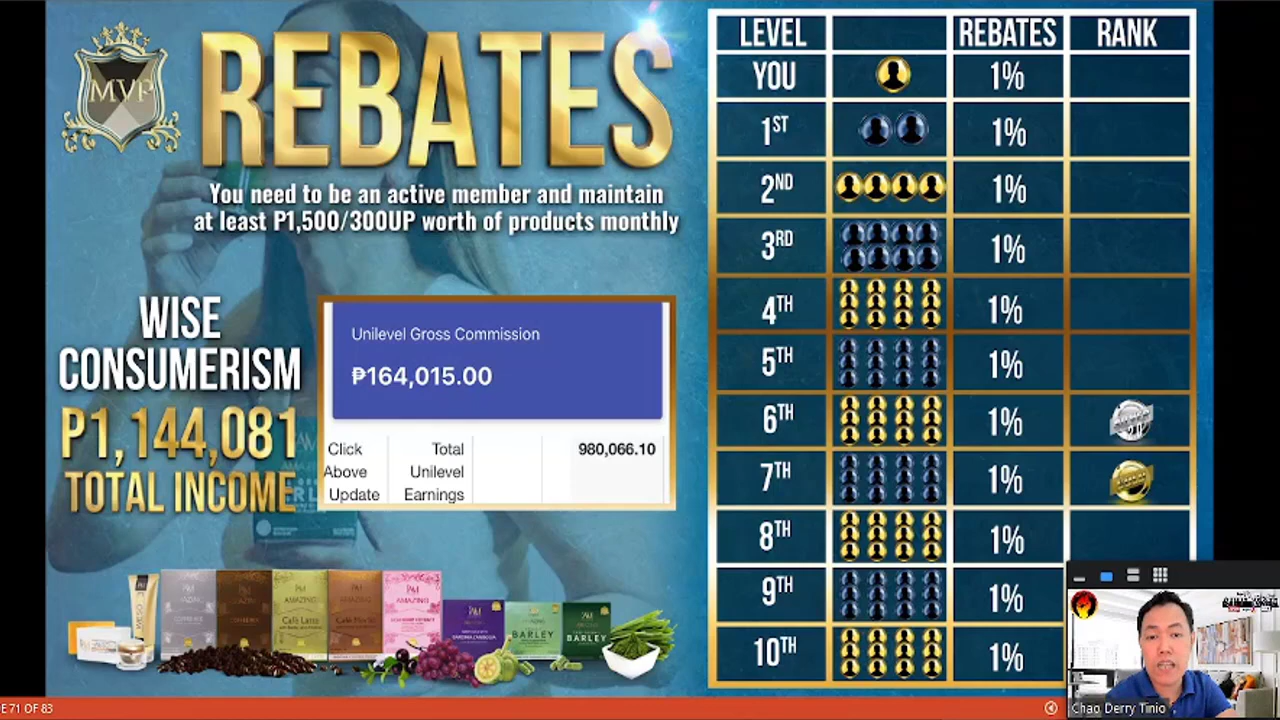 MVP
REBATES
You need to be an active member and maintain
at least P1,500/300UP worth of products monthly
WISE
CONSUMERISM
P1,144,081
TOTAL INCOME
Unilevel Gross Commission
₱164,015.00
Click Above Update
Total Unilevel Earnings
980,066.10
LEVEL REBATES RANK
YOU 1%
1ST 1%
2ND 1%
3RD 1%
4TH 1%
5TH 1%
6TH 1%
7TH 1%
8TH 1%
9TH 1%
10TH 1%
AMAZING
BARLEY
BARLEY
E 71 OF 83
Chao Derry Tinio